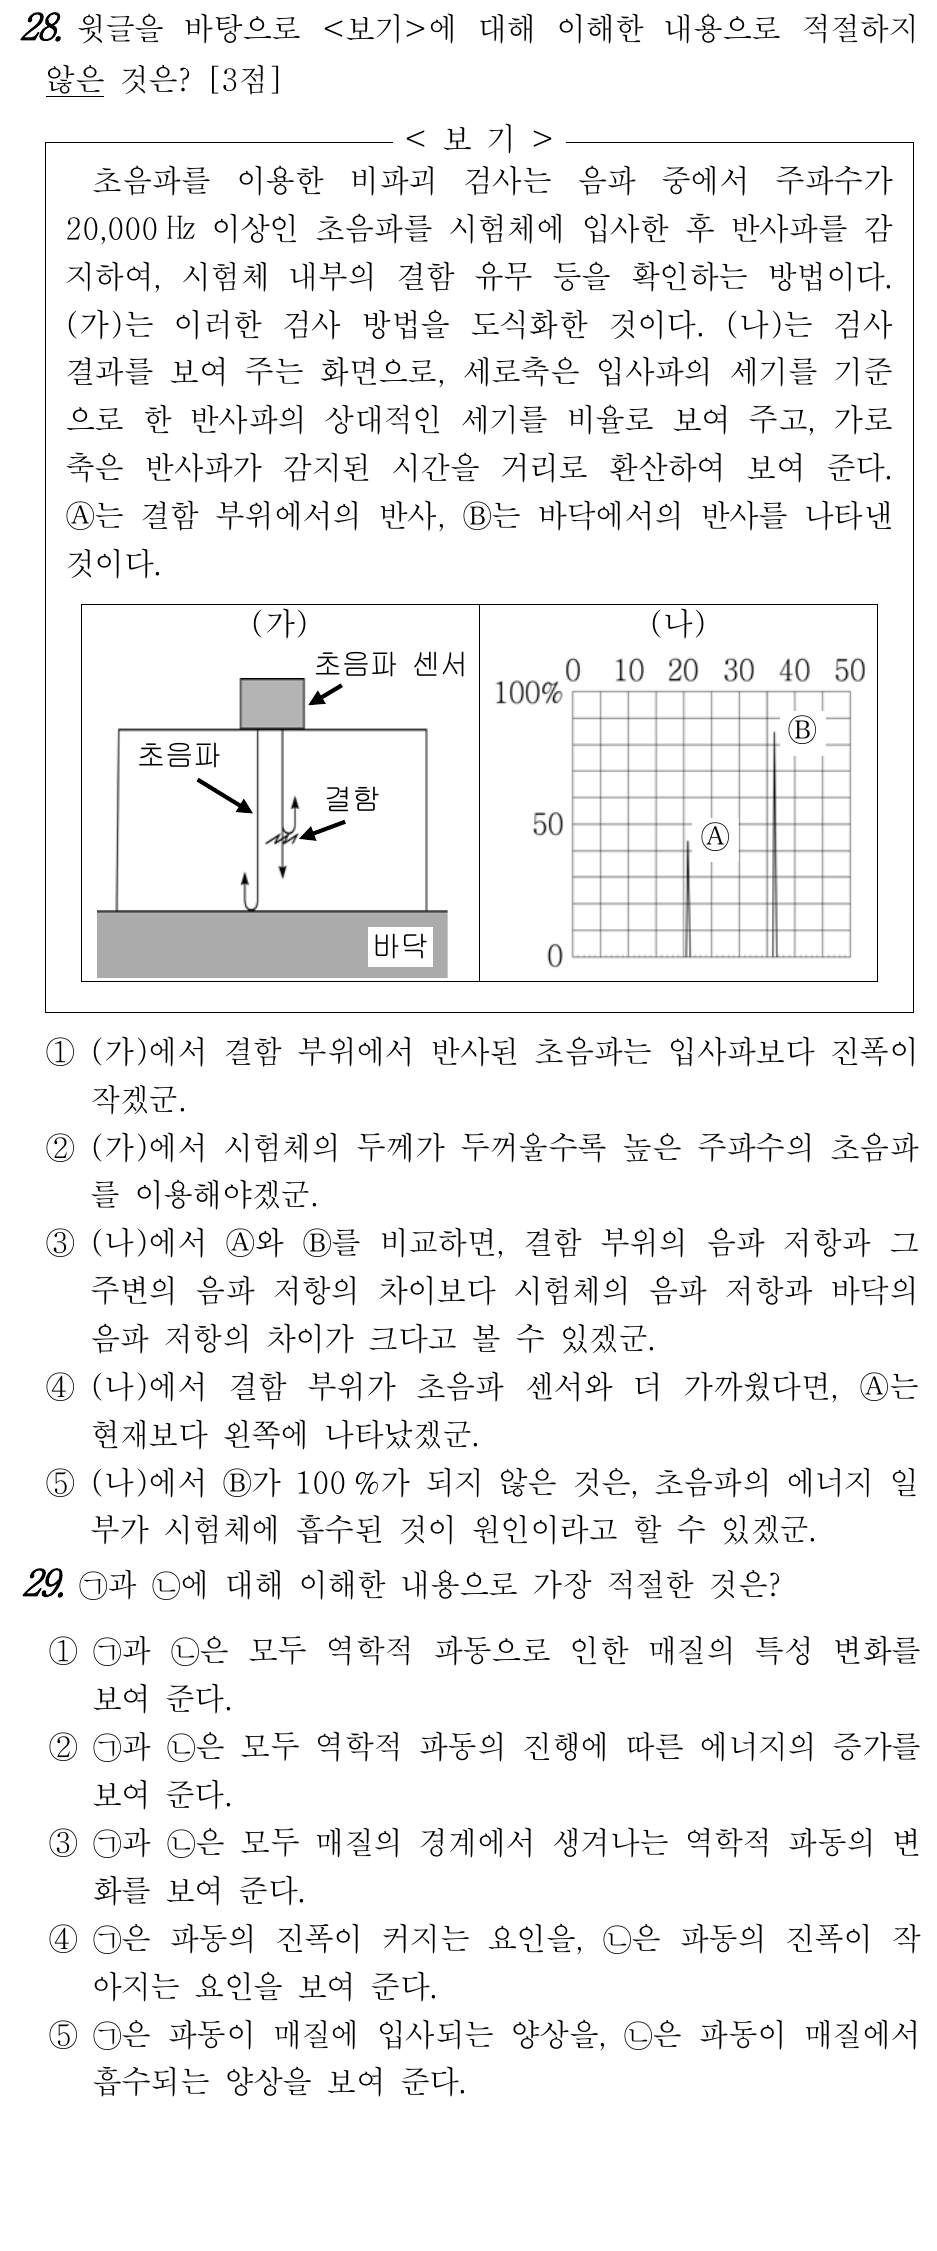 28. 윗글을 바탕으로 <보기>에 대해 이해한 내용으로 적절하지
않은 것은? [3점]
< 보 기 >
초음파를 이용한 비파괴 검사는 음파 중에서 주파수가
20,000 Hz 이상인 초음파를 시험체에 입사한 후 반사파를 감
지하여, 시험체 내부의 결함 유무 등을 확인하는 방법이다.
(가)는 이러한 검사 방법을 도식화한 것이다. (나)는 검사
결과를 보여 주는 화면으로, 세로축은 입사파의 세기를 기준
으로 한 반사파의 상대적인 세기를 비율로 보여 주고, 가로
축은 반사파가 감지된 시간을 거리로 환산하여 보여 준다.
Ⓐ는 결함 부위에서의 반사, Ⓑ는 바닥에서의 반사를 나타낸
것이다.
(가)
초음파 센서
초음파
결함
바닥
(나)
0 10 20 30 40 50
100%
Ⓑ
50
Ⓐ
0
① (가)에서 결함 부위에서 반사된 초음파는 입사파보다 진폭이
작겠군.
② (가)에서 시험체의 두께가 두꺼울수록 높은 주파수의 초음파
를 이용해야겠군.
③ (나)에서 Ⓐ와 Ⓑ를 비교하면, 결함 부위의 음파 저항과 그
주변의 음파 저항의 차이보다 시험체의 음파 저항과 바닥의
음파 저항의 차이가 크다고 볼 수 있겠군.
④ (나)에서 결함 부위가 초음파 센서와 더 가까웠다면, Ⓐ는
현재보다 왼쪽에 나타났겠군.
⑤ (나)에서 Ⓑ가 100 %가 되지 않은 것은, 초음파의 에너지 일
부가 시험체에 흡수된 것이 원인이라고 할 수 있겠군.
29. ㉠과 ㉡에 대해 이해한 내용으로 가장 적절한 것은?
① ㉠과 ㉡은 모두 역학적 파동으로 인한 매질의 특성 변화를
보여 준다.
② ㉠과 ㉡은 모두 역학적 파동의 진행에 따른 에너지의 증가를
보여 준다.
③ ㉠과 ㉡은 모두 매질의 경계에서 생겨나는 역학적 파동의 변
화를 보여 준다.
④ ㉠은 파동의 진폭이 커지는 요인을, ㉡은 파동의 진폭이 작
아지는 요인을 보여 준다.
⑤ ㉠은 파동이 매질에 입사되는 양상을, ㉡은 파동이 매질에서
흡수되는 양상을 보여 준다.